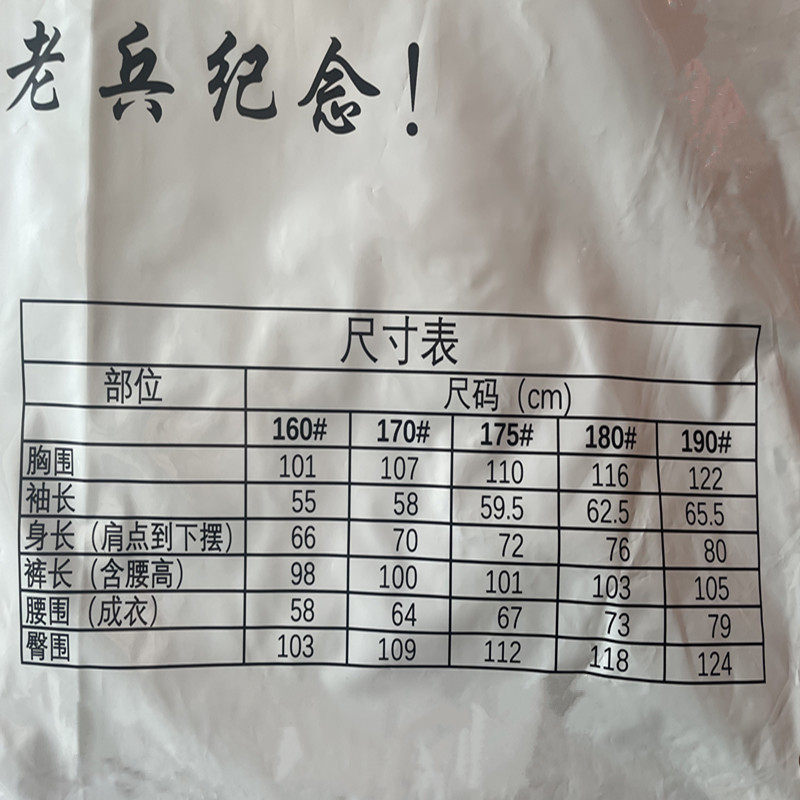 老兵纪念！
尺寸表
部位 尺码（cm）
160# 170# 175# 180# 190#
胸围 101 107 110 116 122
袖长 55 58 59.5 62.5 65.5
身长（肩点到下摆） 66 70 72 76 80
裤长（含腰高） 98 100 101 103 105
腰围（成衣） 58 64 67 73 79
臀围 103 109 112 118 124